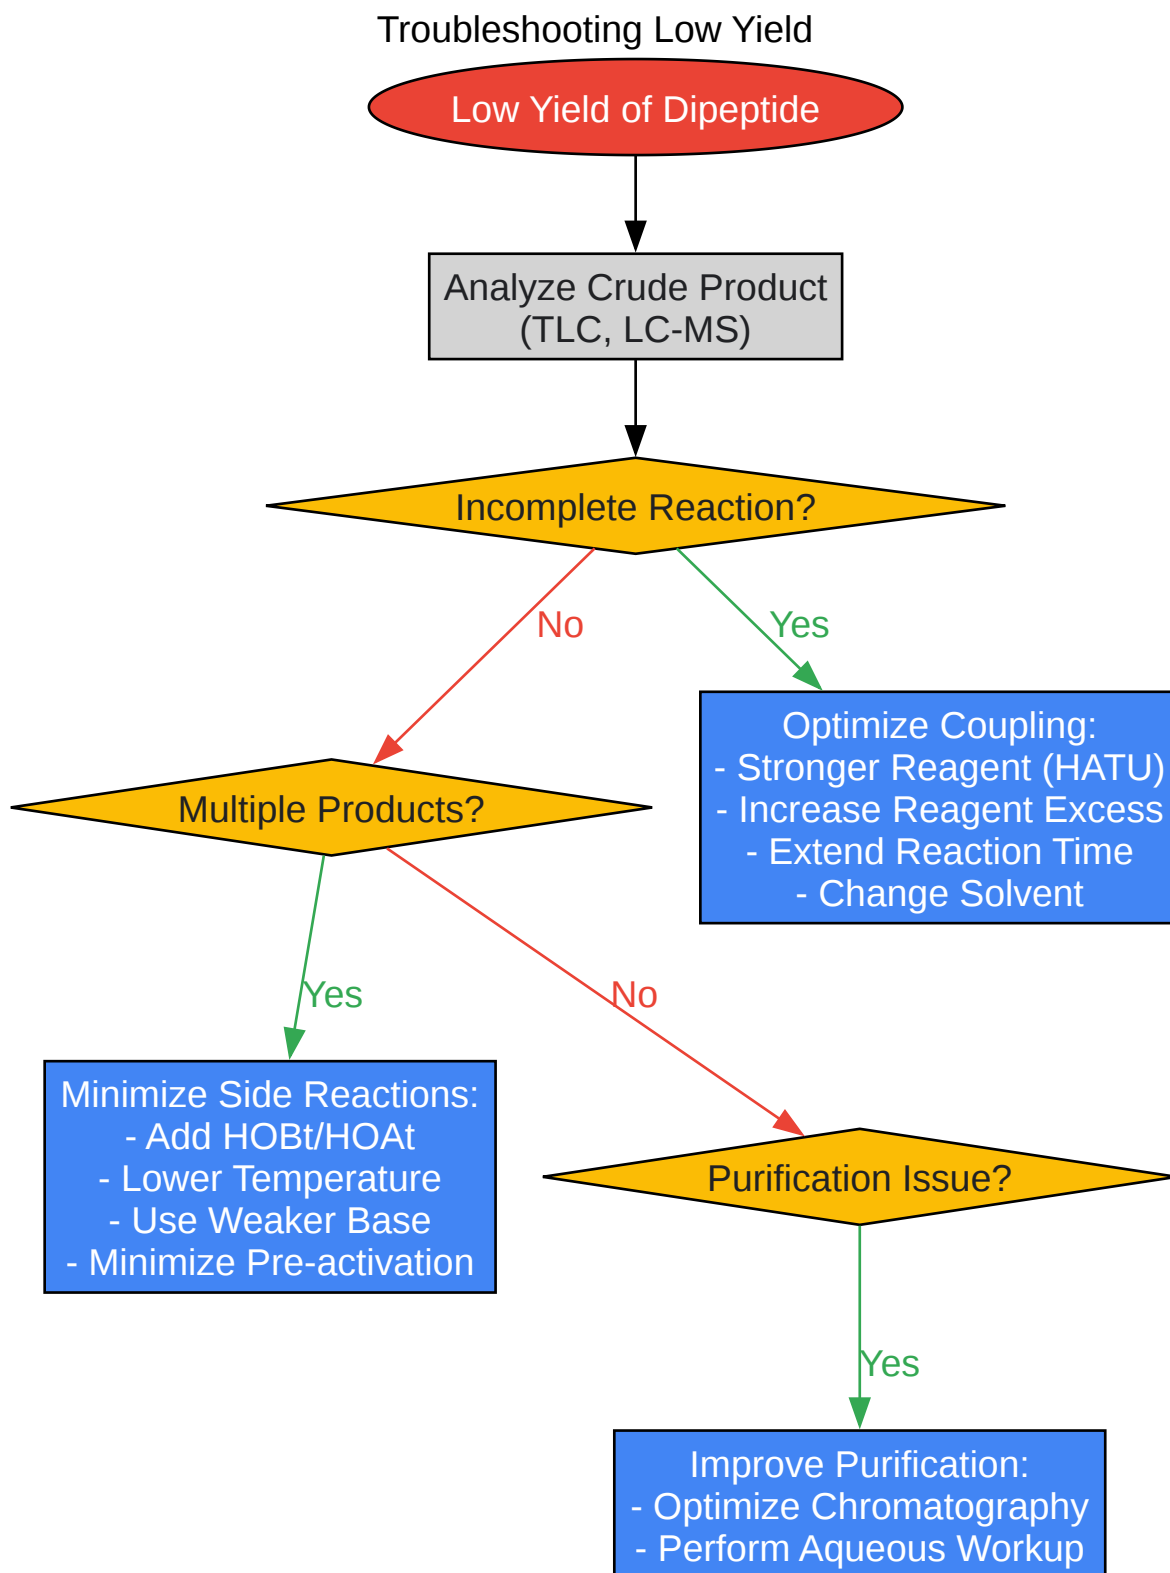 Troubleshooting Low Yield
Low Yield of Dipeptide
Analyze Crude Product
(TLC, LC-MS)
Incomplete Reaction?
No
Yes
Optimize Coupling:
- Stronger Reagent (HATU)
- Increase Reagent Excess
- Extend Reaction Time
- Change Solvent
Multiple Products?
Yes
No
Minimize Side Reactions:
- Add HOBt/HOAt
- Lower Temperature
- Use Weaker Base
- Minimize Pre-activation
Purification Issue?
Yes
Improve Purification:
- Optimize Chromatography
- Perform Aqueous Workup